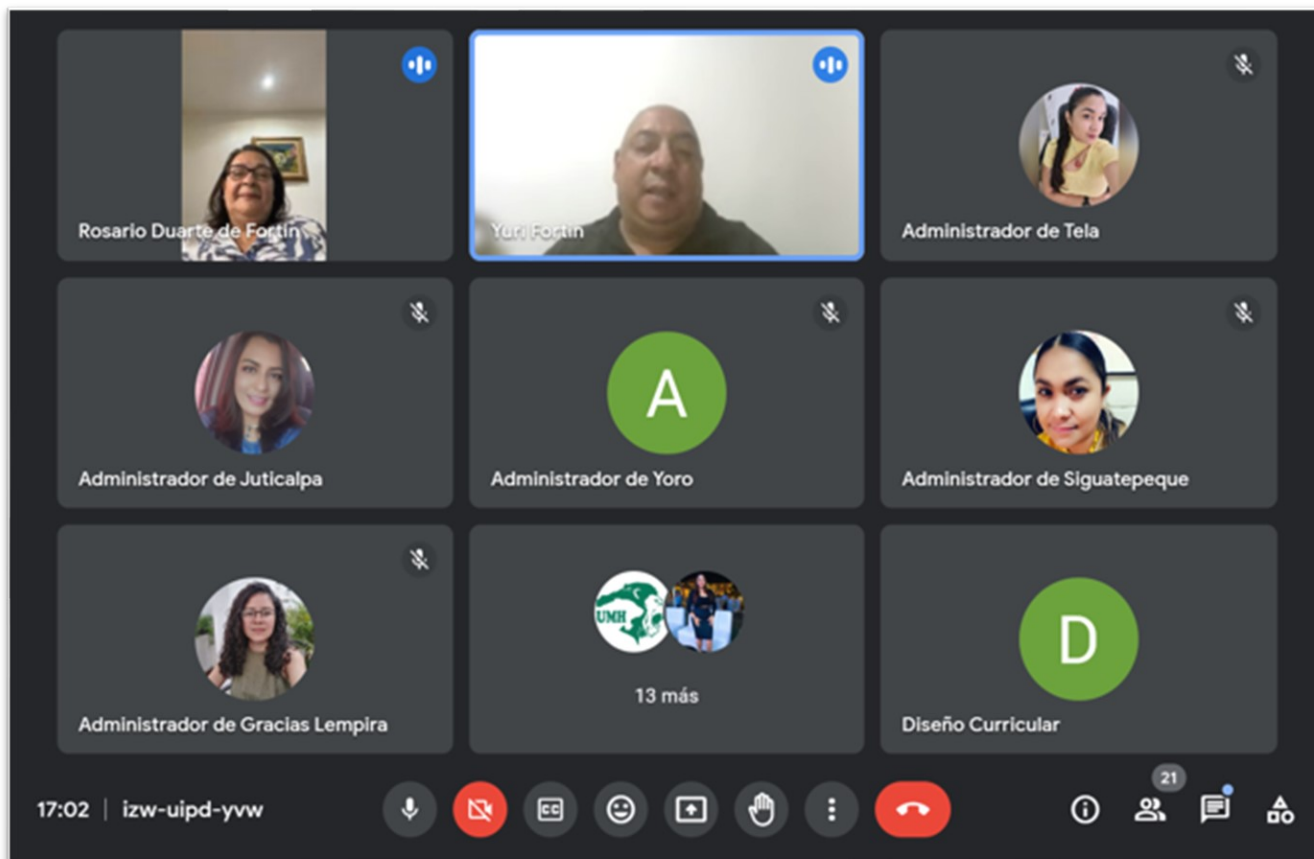 Rosario Duarte de Fortín
Yuri Fortín
Administrador de Tela
Administrador de Juticalpa
A
Administrador de Yoro
Administrador de Siguatepeque
Administrador de Gracias Lempira
UMH
13 más
D
Diseño Curricular
17:02 | izw-uipd-yvw
CC
21